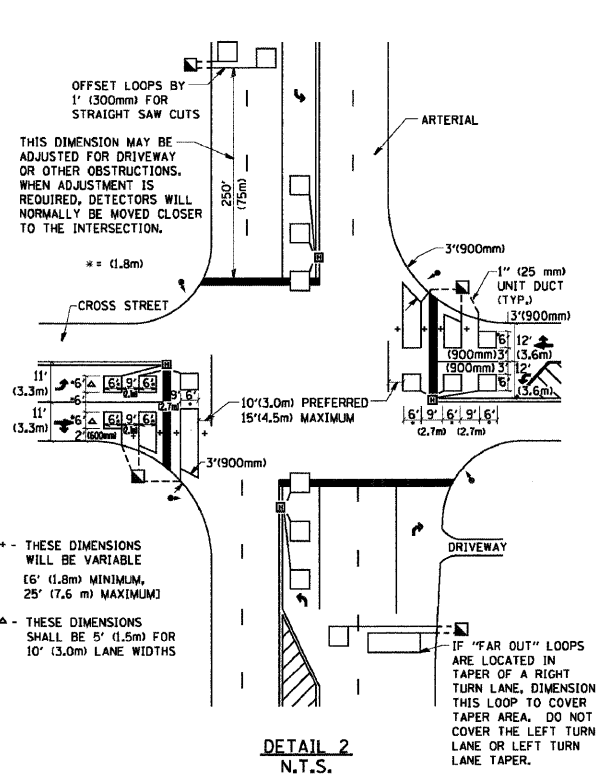 OFFSET LOOPS BY
1' (300mm) FOR
STRAIGHT SAW CUTS
THIS DIMENSION MAY BE
ADJUSTED FOR DRIVEWAY
OR OTHER OBSTRUCTIONS.
WHEN ADJUSTMENT IS
REQUIRED, DETECTORS WILL
NORMALLY BE MOVED CLOSER
TO THE INTERSECTION.
250'
(75m)
ARTERIAL
* = (1.8m)
3'(900mm)
1" (25 mm)
UNIT DUCT
(TYP.)
CROSS STREET
H
H
3'(900mm)
+
+
+
*6'
12'
(3.6m)
(900mm) 3'
(900mm) 3'
*6'
12'
(3.6m)
H
6' 9' 6' 9' 6'
(2.7m) (2.7m)
11'
(3.3m)
*6'
△
9'
*6
11'
(3.3m)
*6'
△
9'
2' (600mm)
9'
(2.7m)
+
+
10'(3.0m) PREFERRED
15'(4.5m) MAXIMUM
3'(900mm)
H
DRIVEWAY
+ - THESE DIMENSIONS
WILL BE VARIABLE
[6' (1.8m) MINIMUM,
25' (7.6 m) MAXIMUM]
△ - THESE DIMENSIONS
SHALL BE 5' (1.5m) FOR
10' (3.0m) LANE WIDTHS
IF "FAR OUT" LOOPS
ARE LOCATED IN
TAPER OF A RIGHT
TURN LANE, DIMENSION
THIS LOOP TO COVER
TAPER AREA. DO NOT
COVER THE LEFT TURN
LANE OR LEFT TURN
LANE TAPER.
DETAIL 2
N.T.S.